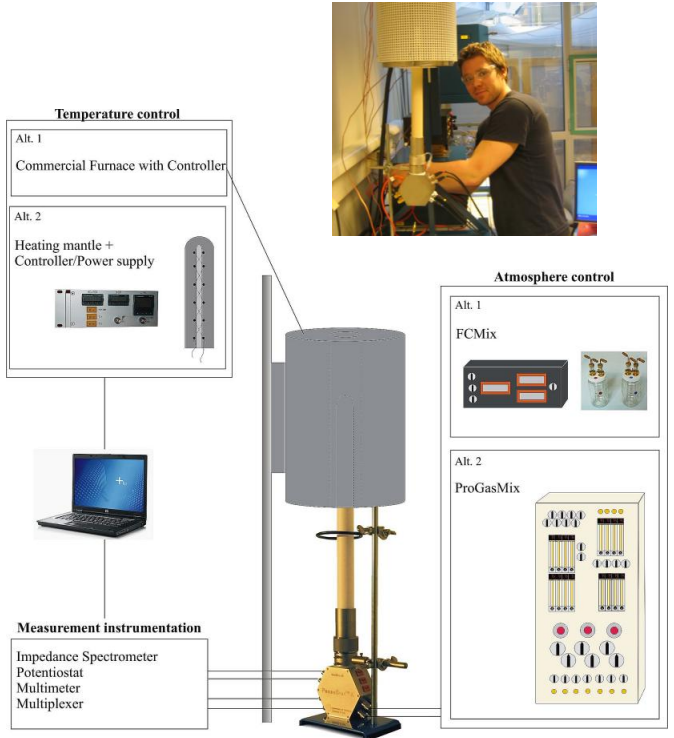 Temperature control
Alt. 1
Commercial Furnace with Controller
Alt. 2
Heating mantle +
Controller/Power supply
Atmosphere control
Alt. 1
FCMix
Alt. 2
ProGasMix
Measurement instrumentation
Impedance Spectrometer
Potentiostat
Multimeter
Multiplexer